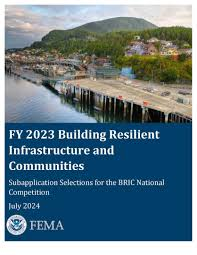 FY 2023 Building Resilient
Infrastructure and
Communities
Subapplication Selections for the BRIC National
Competition
July 2024
FEMA